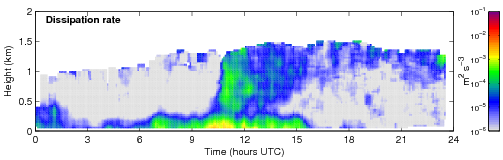 Dissipation rate
2
1.5
1
0.5
0
Height (km)
0 3 6 9 12 15 18 21 24
Time (hours UTC)
10⁻¹
10⁻²
10⁻³
10⁻⁴
10⁻⁵
10⁻⁶
m² s⁻³